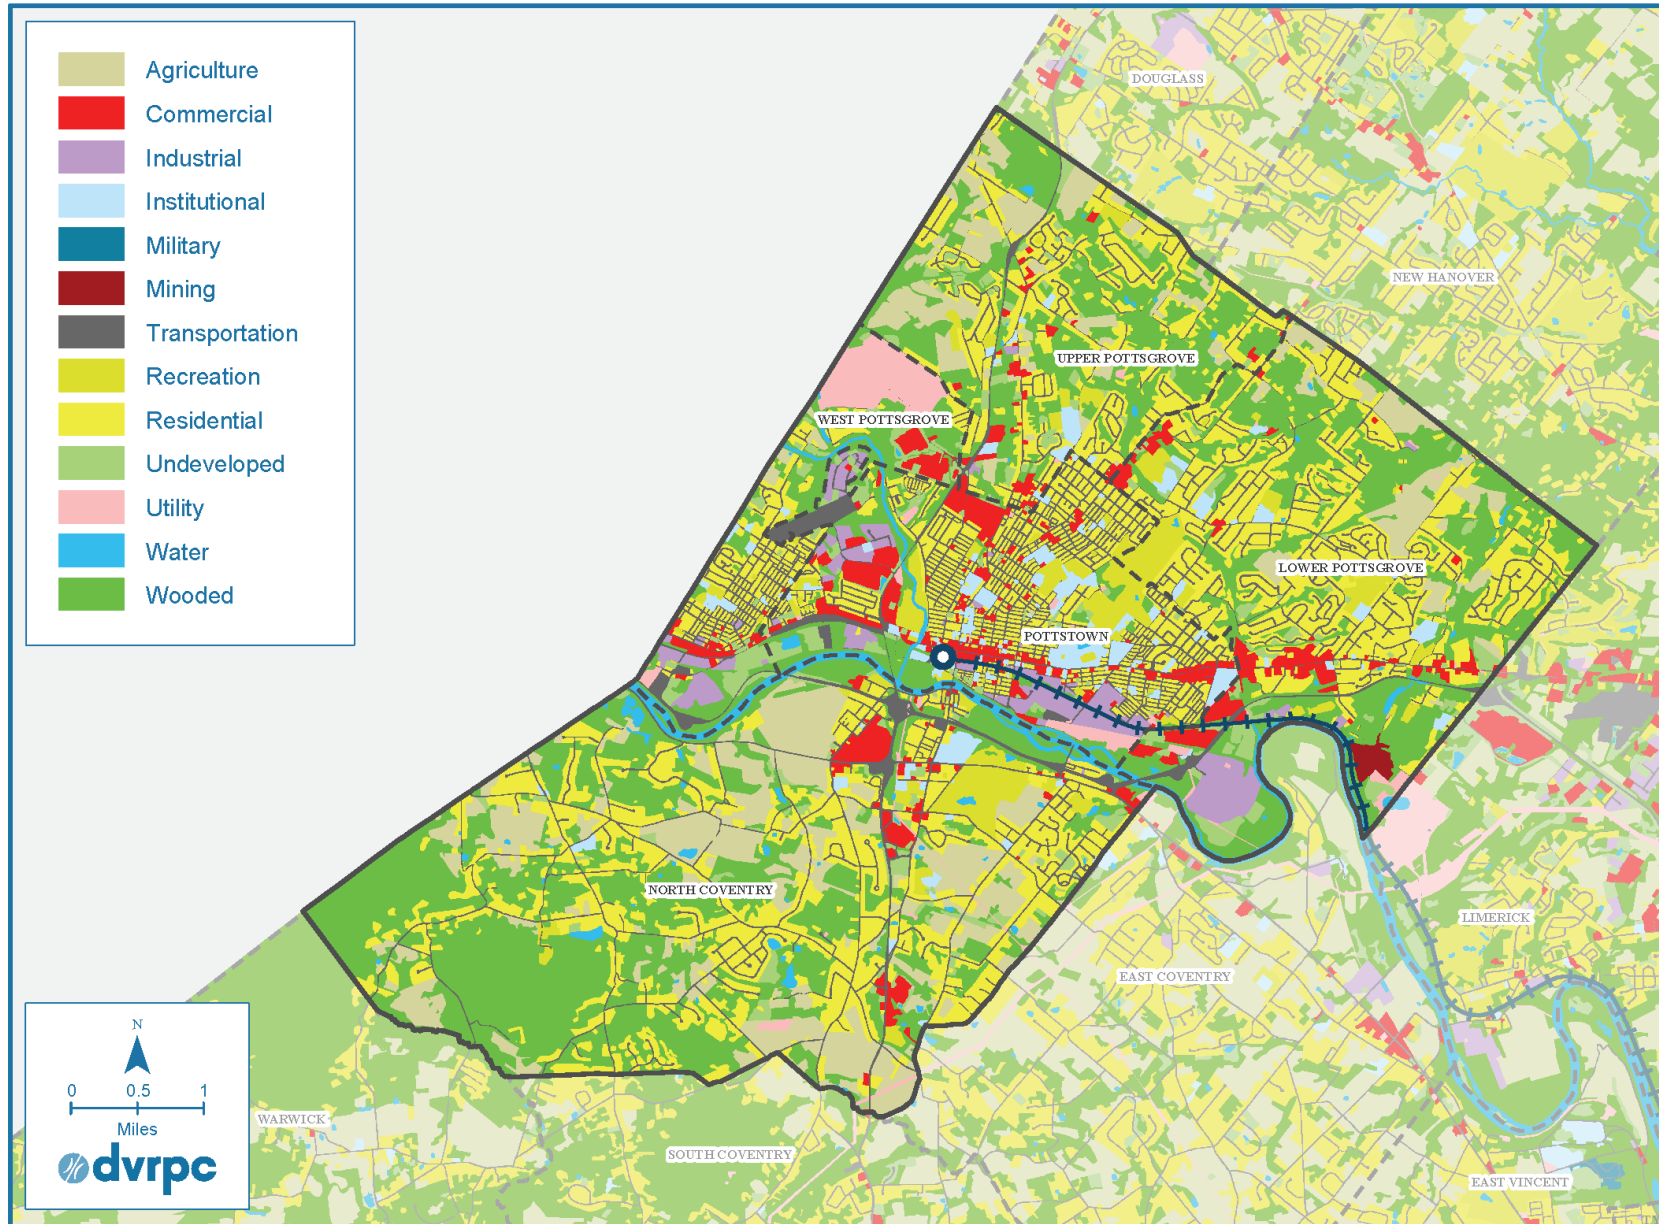 Agriculture
Commercial
Industrial
Institutional
Military
Mining
Transportation
Recreation
Residential
Undeveloped
Utility
Water
Wooded
DOUGLASS
NEW HANOVER
UPPER POTTSGROVE
WEST POTTSGROVE
LOWER POTTSGROVE
POTTSTOWN
NORTH COVENTRY
LIMERICK
EAST COVENTRY
WARWICK
SOUTH COVENTRY
EAST VINCENT
N
0 0.5 1
Miles
dvrpc